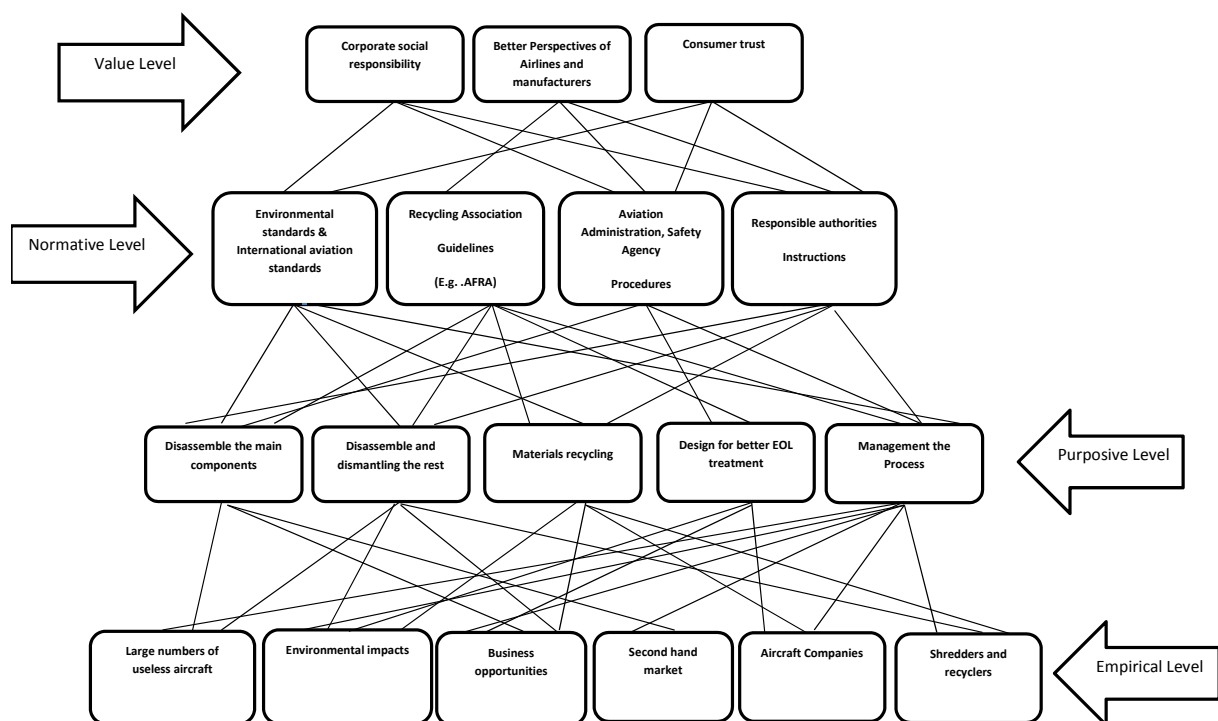 Value Level
Corporate social
responsibility
Better Perspectives of
Airlines and
manufacturers
Consumer trust
Normative Level
Environmental
standards &
International aviation
standards
Recycling Association
Guidelines
(E.g. .AFRA)
Aviation
Administration, Safety
Agency
Procedures
Responsible authorities
Instructions
Disassemble the main
components
Disassemble and
dismantling the rest
Materials recycling
Design for better EOL
treatment
Management the
Process
Purposive Level
Large numbers of
useless aircraft
Environmental impacts
Business
opportunities
Second hand
market
Aircraft Companies
Shredders and
recyclers
Empirical Level